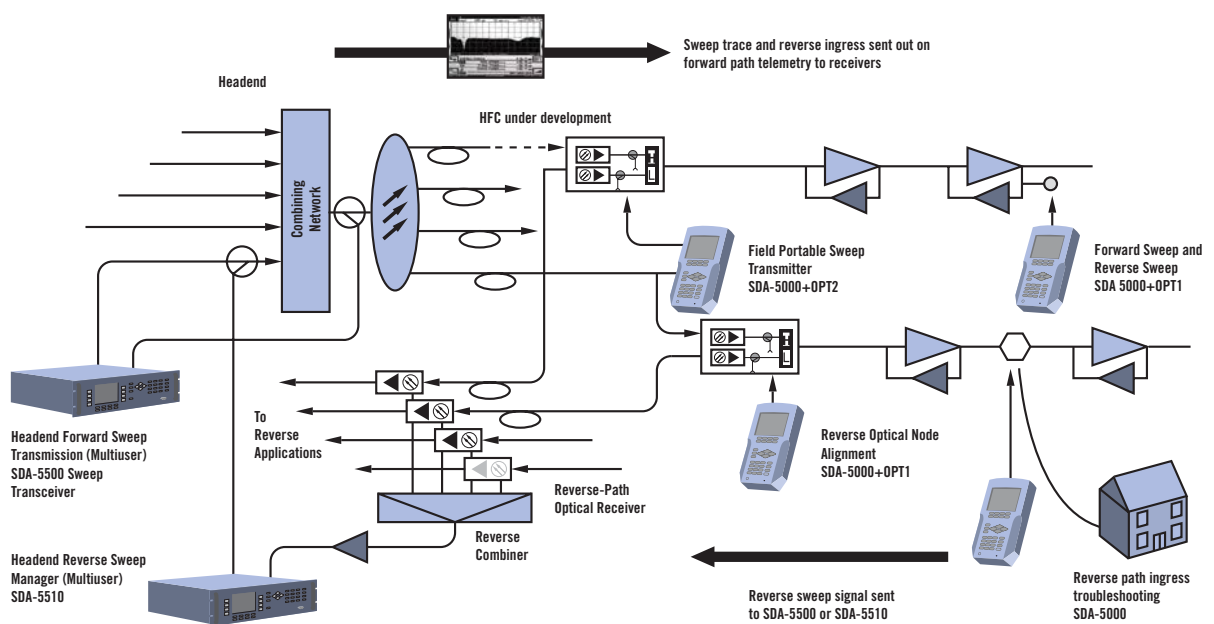 Sweep trace and reverse ingress sent out on
forward path telemetry to receivers
Headend
HFC under development
Combining
Network
H
L
Field Portable Sweep
Transmitter
SDA-5000+OPT2
Forward Sweep and
Reverse Sweep
SDA 5000+OPT1
H
L
To
Reverse
Applications
Headend Forward Sweep
Transmission (Multiuser)
SDA-5500 Sweep
Transceiver
Reverse Optical Node
Alignment
SDA-5000+OPT1
Reverse-Path
Optical Receiver
Reverse
Combiner
Headend Reverse Sweep
Manager (Multiuser)
SDA-5510
Reverse sweep signal sent
to SDA-5500 or SDA-5510
Reverse path ingress
troubleshooting
SDA-5000